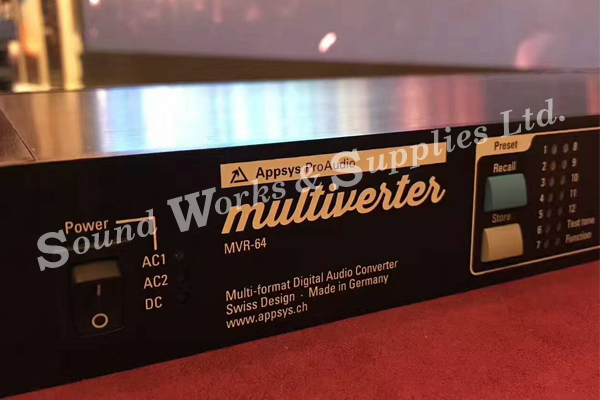 Sound Works & Supplies Ltd.
Appsys ProAudio
multiverter
MVR-64
Power
AC1
AC2
DC
I
O
Multi-format Digital Audio Converter
Swiss Design · Made in Germany
www.appsys.ch
Preset
Recall
Store
1 8
2 9
3 10
4 11
5 12
6 Test tone
7 Function